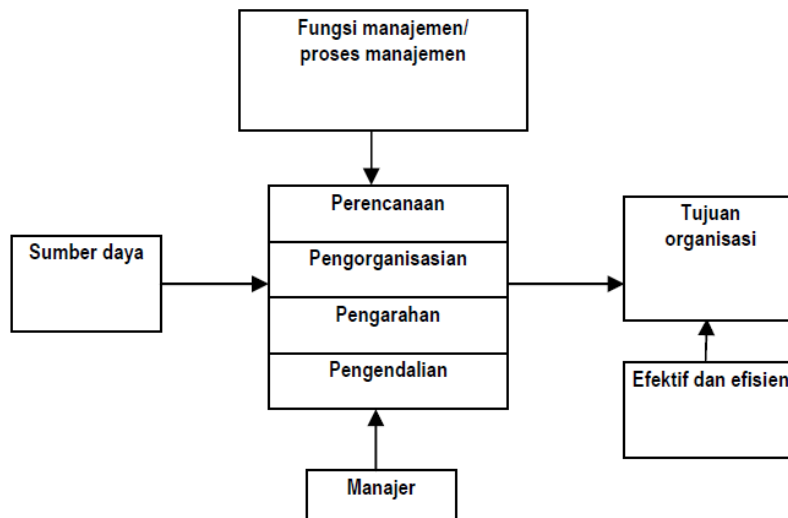 Fungsi manajemen/
proses manajemen
Perencanaan
Pengorganisasian
Pengarahan
Pengendalian
Sumber daya
Tujuan
organisasi
Efektif dan efisien
Manajer